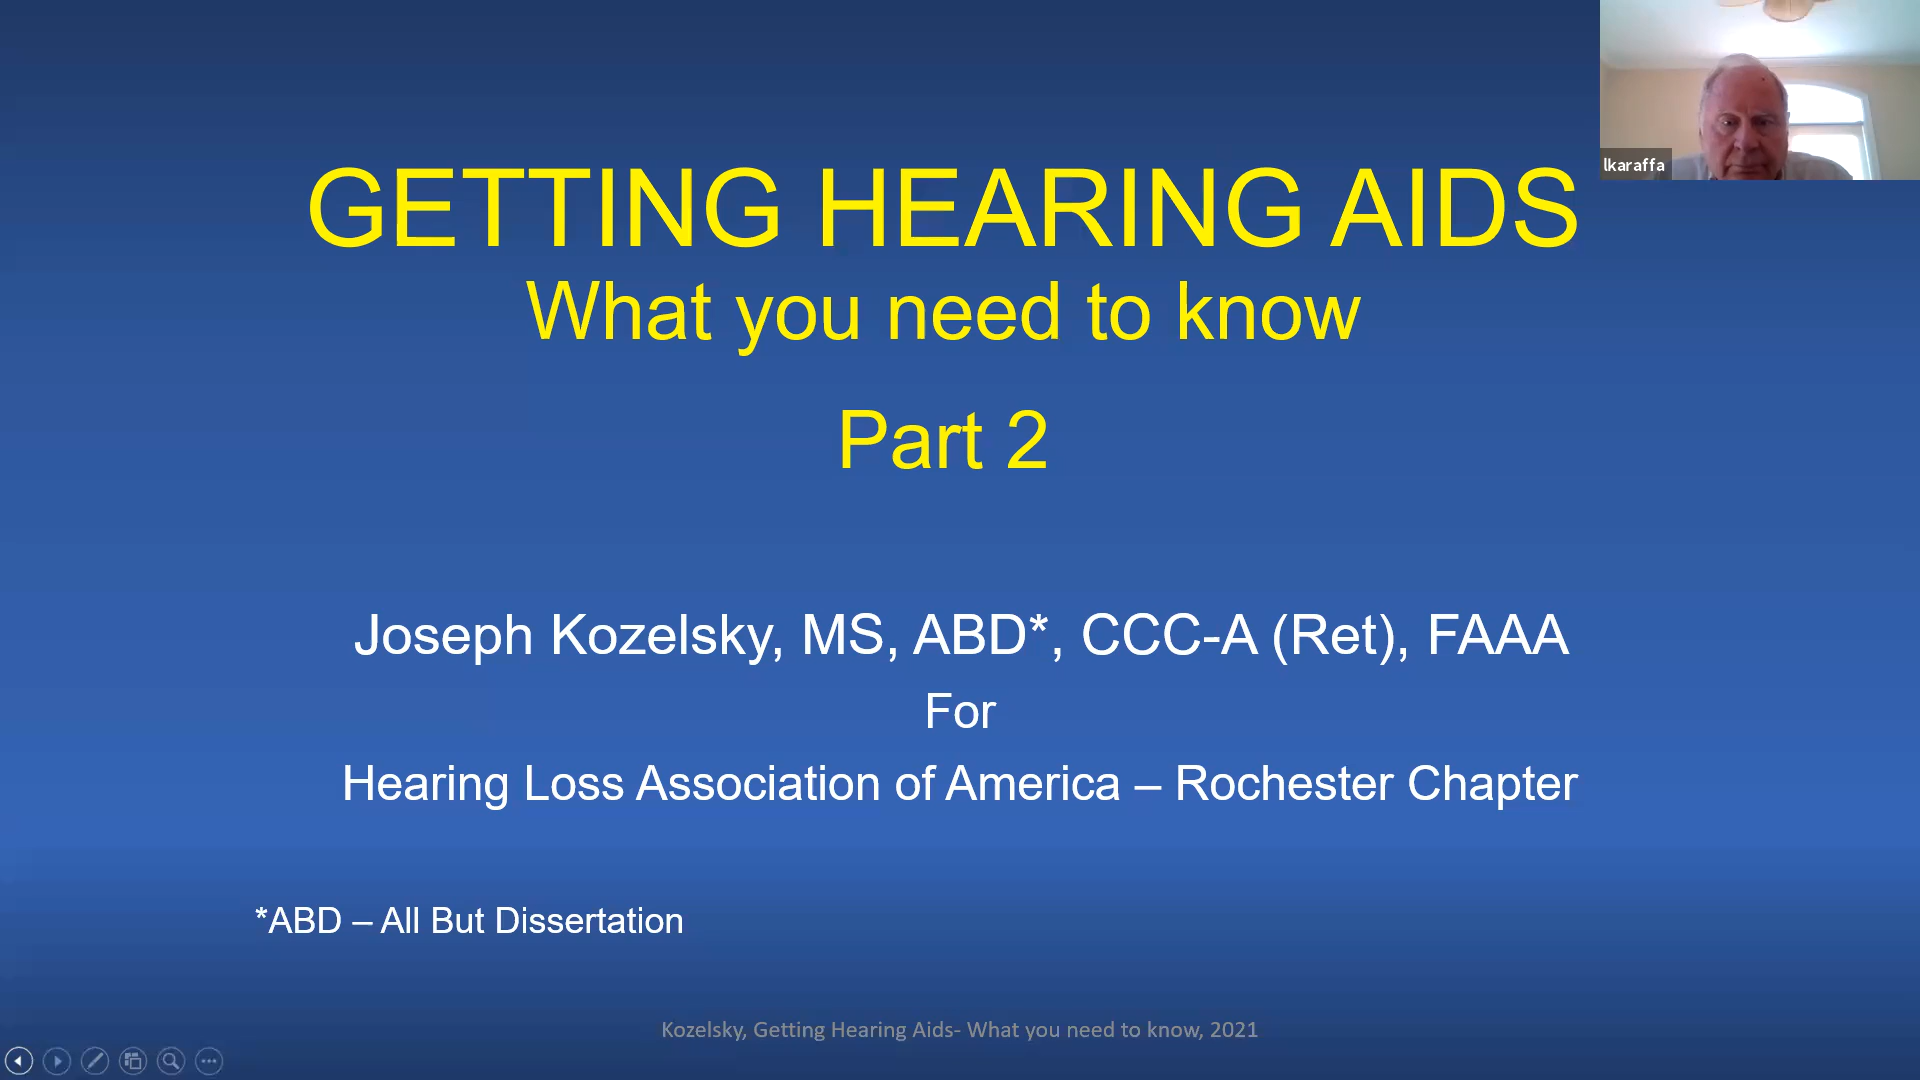 lkaraffa
GETTING HEARING AIDS
What you need to know
Part 2
Joseph Kozelsky, MS, ABD*, CCC-A (Ret), FAAA
For
Hearing Loss Association of America – Rochester Chapter
*ABD – All But Dissertation
Kozelsky, Getting Hearing Aids- What you need to know, 2021